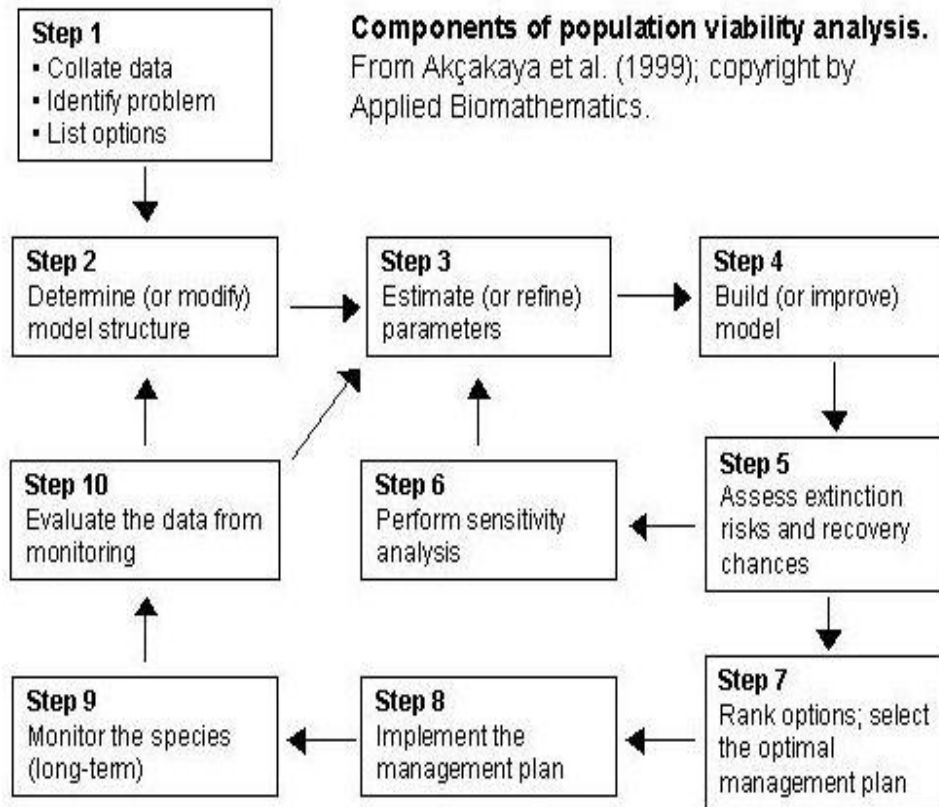 Step 1
▪ Collate data
▪ Identify problem
▪ List options
Components of population viability analysis.
From Akçakaya et al. (1999); copyright by
Applied Biomathematics.
Step 2
Determine (or modify)
model structure
Step 3
Estimate (or refine)
parameters
Step 4
Build (or improve)
model
Step 5
Assess extinction
risks and recovery
chances
Step 6
Perform sensitivity
analysis
Step 10
Evaluate the data from
monitoring
Step 9
Monitor the species
(long-term)
Step 8
Implement the
management plan
Step 7
Rank options; select
the optimal
management plan